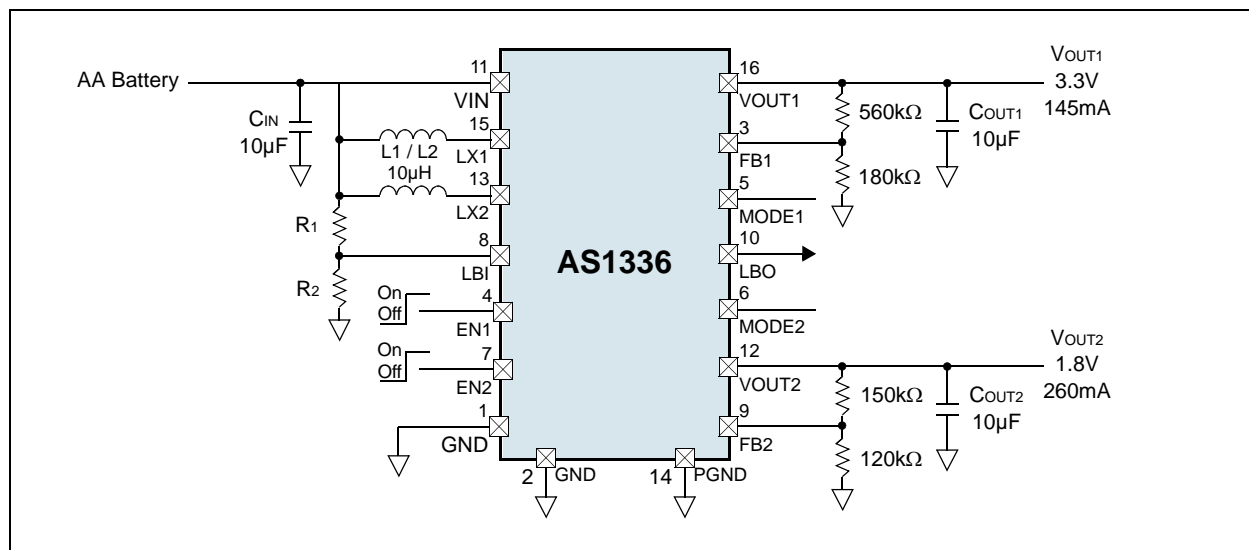 AA Battery
CIN
10µF
L1 / L2
10µH
R1
R2
On
Off
On
Off
11
VIN
15
LX1
13
LX2
8
LBI
4
EN1
7
EN2
1
GND
2
GND
14
PGND
AS1336
16
VOUT1
3
FB1
5
MODE1
10
LBO
6
MODE2
12
VOUT2
9
FB2
560kΩ
180kΩ
COUT1
10µF
VOUT1
3.3V
145mA
150kΩ
120kΩ
COUT2
10µF
VOUT2
1.8V
260mA